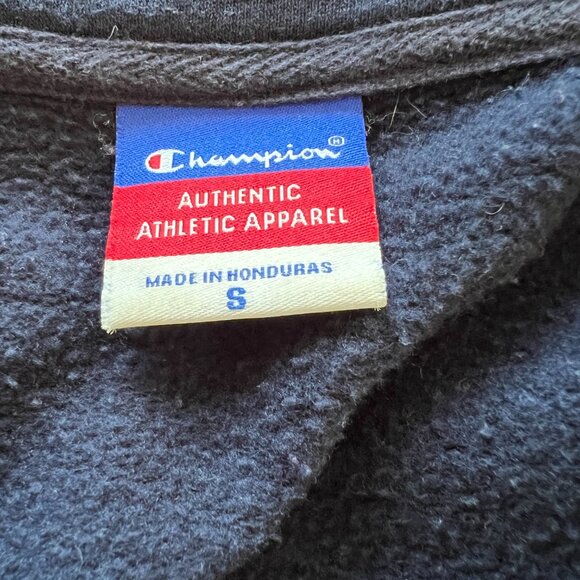 Champion®
AUTHENTIC
ATHLETIC APPAREL
MADE IN HONDURAS
S